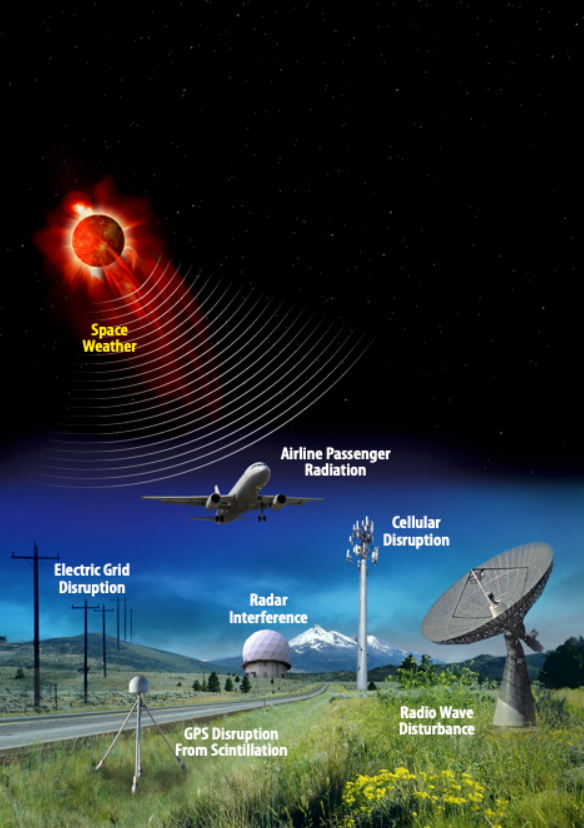 Space
Weather
Airline Passenger
Radiation
Cellular
Disruption
Electric Grid
Disruption
Radar
Interference
Radio Wave
Disturbance
GPS Disruption
From Scintillation